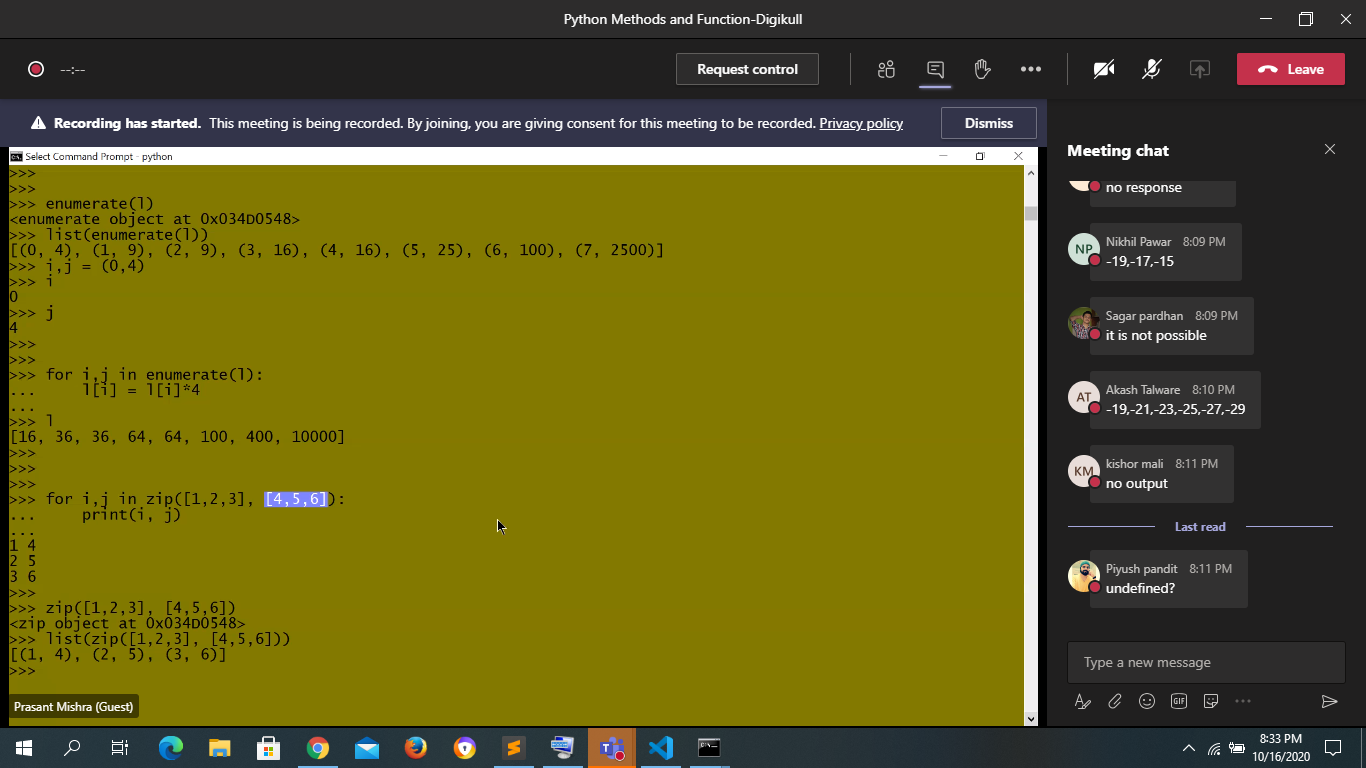 Python Methods and Function-Digikull
--:--
Request control
Leave
Recording has started. This meeting is being recorded. By joining, you are giving consent for this meeting to be recorded. Privacy policy
Dismiss
Select Command Prompt - python
>>>
>>>
>>> enumerate(l)
<enumerate object at 0x034D0548>
>>> list(enumerate(l))
[(0, 4), (1, 9), (2, 9), (3, 16), (4, 16), (5, 25), (6, 100), (7, 2500)]
>>> i,j = (0,4)
>>> i
0
>>> j
4
>>>
>>>
>>> for i,j in enumerate(l):
...     l[i] = l[i]*4
...
>>> l
[16, 36, 36, 64, 64, 100, 400, 10000]
>>>
>>>
>>>
>>> for i,j in zip([1,2,3], [4,5,6]):
...     print(i, j)
...
1 4
2 5
3 6
>>>
>>> zip([1,2,3], [4,5,6])
<zip object at 0x034D0548>
>>> list(zip([1,2,3], [4,5,6]))
[(1, 4), (2, 5), (3, 6)]
>>>
Prasant Mishra (Guest)
Meeting chat
no response
NP
Nikhil Pawar 8:09 PM
-19,-17,-15
Sagar pardhan 8:09 PM
it is not possible
AT
Akash Talware 8:10 PM
-19,-21,-23,-25,-27,-29
KM
kishor mali 8:11 PM
no output
Last read
Piyush pandit 8:11 PM
undefined?
Type a new message
GIF
8:33 PM
10/16/2020